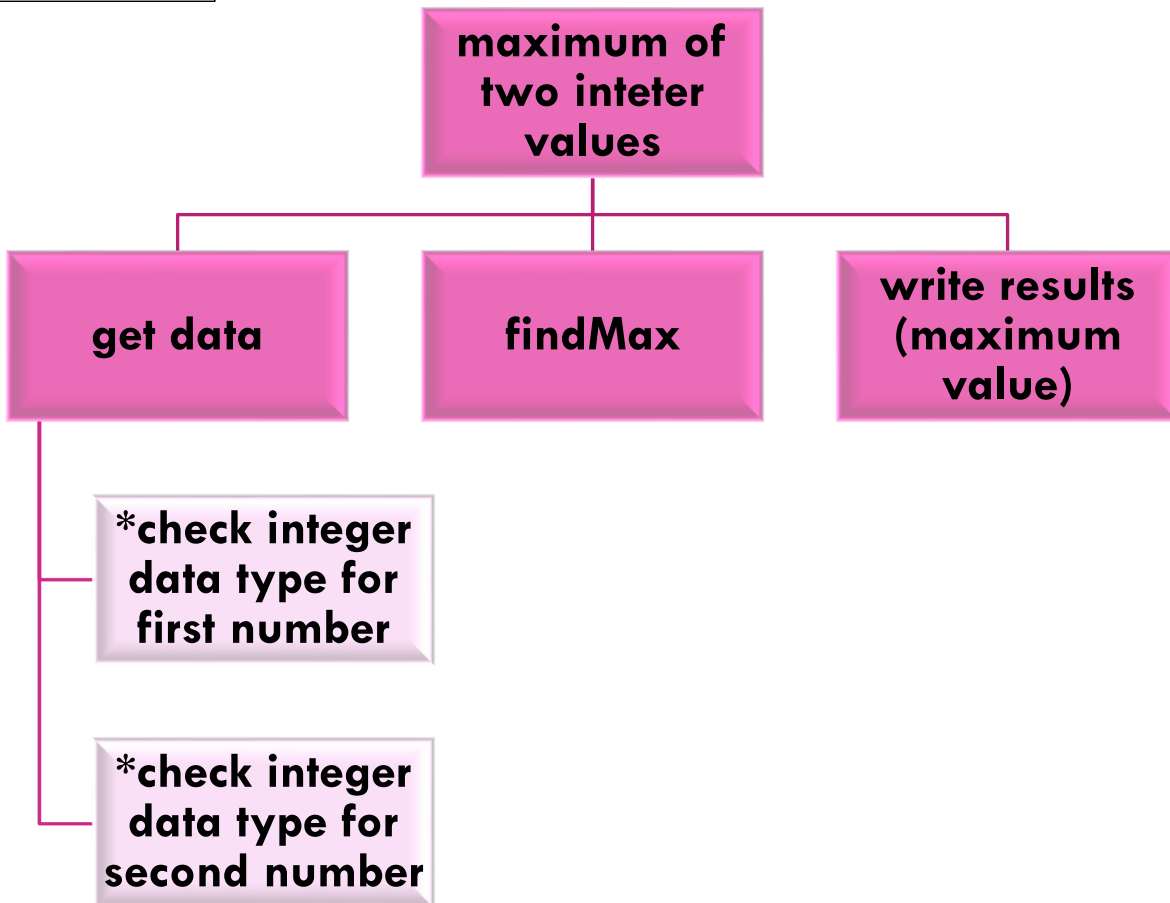 maximum of
two inteter
values
get data
findMax
write results
(maximum
value)
*check integer
data type for
first number
*check integer
data type for
second number